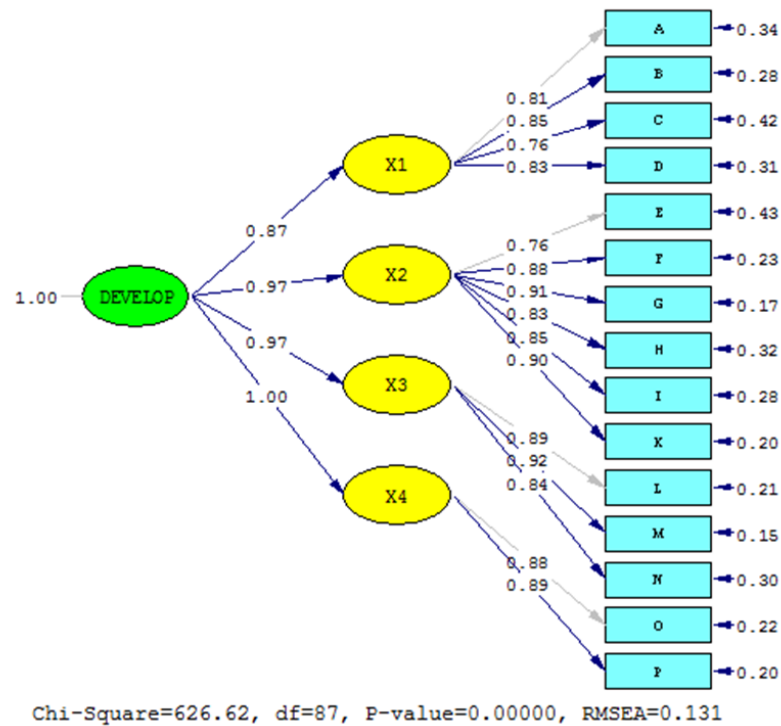 A
0.34
B
0.28
0.81
0.85
C
0.42
0.76
X1
0.83
D
0.31
E
0.43
0.87
0.76
F
0.23
0.88
X2
0.97
0.91
1.00
DEVELOP
G
0.17
0.83
0.85
H
0.32
0.97
0.90
X3
I
0.28
1.00
0.89
K
0.20
0.92
0.84
L
0.21
X4
M
0.15
0.88
N
0.30
0.89
O
0.22
P
0.20
Chi-Square=626.62, df=87, P-value=0.00000, RMSEA=0.131